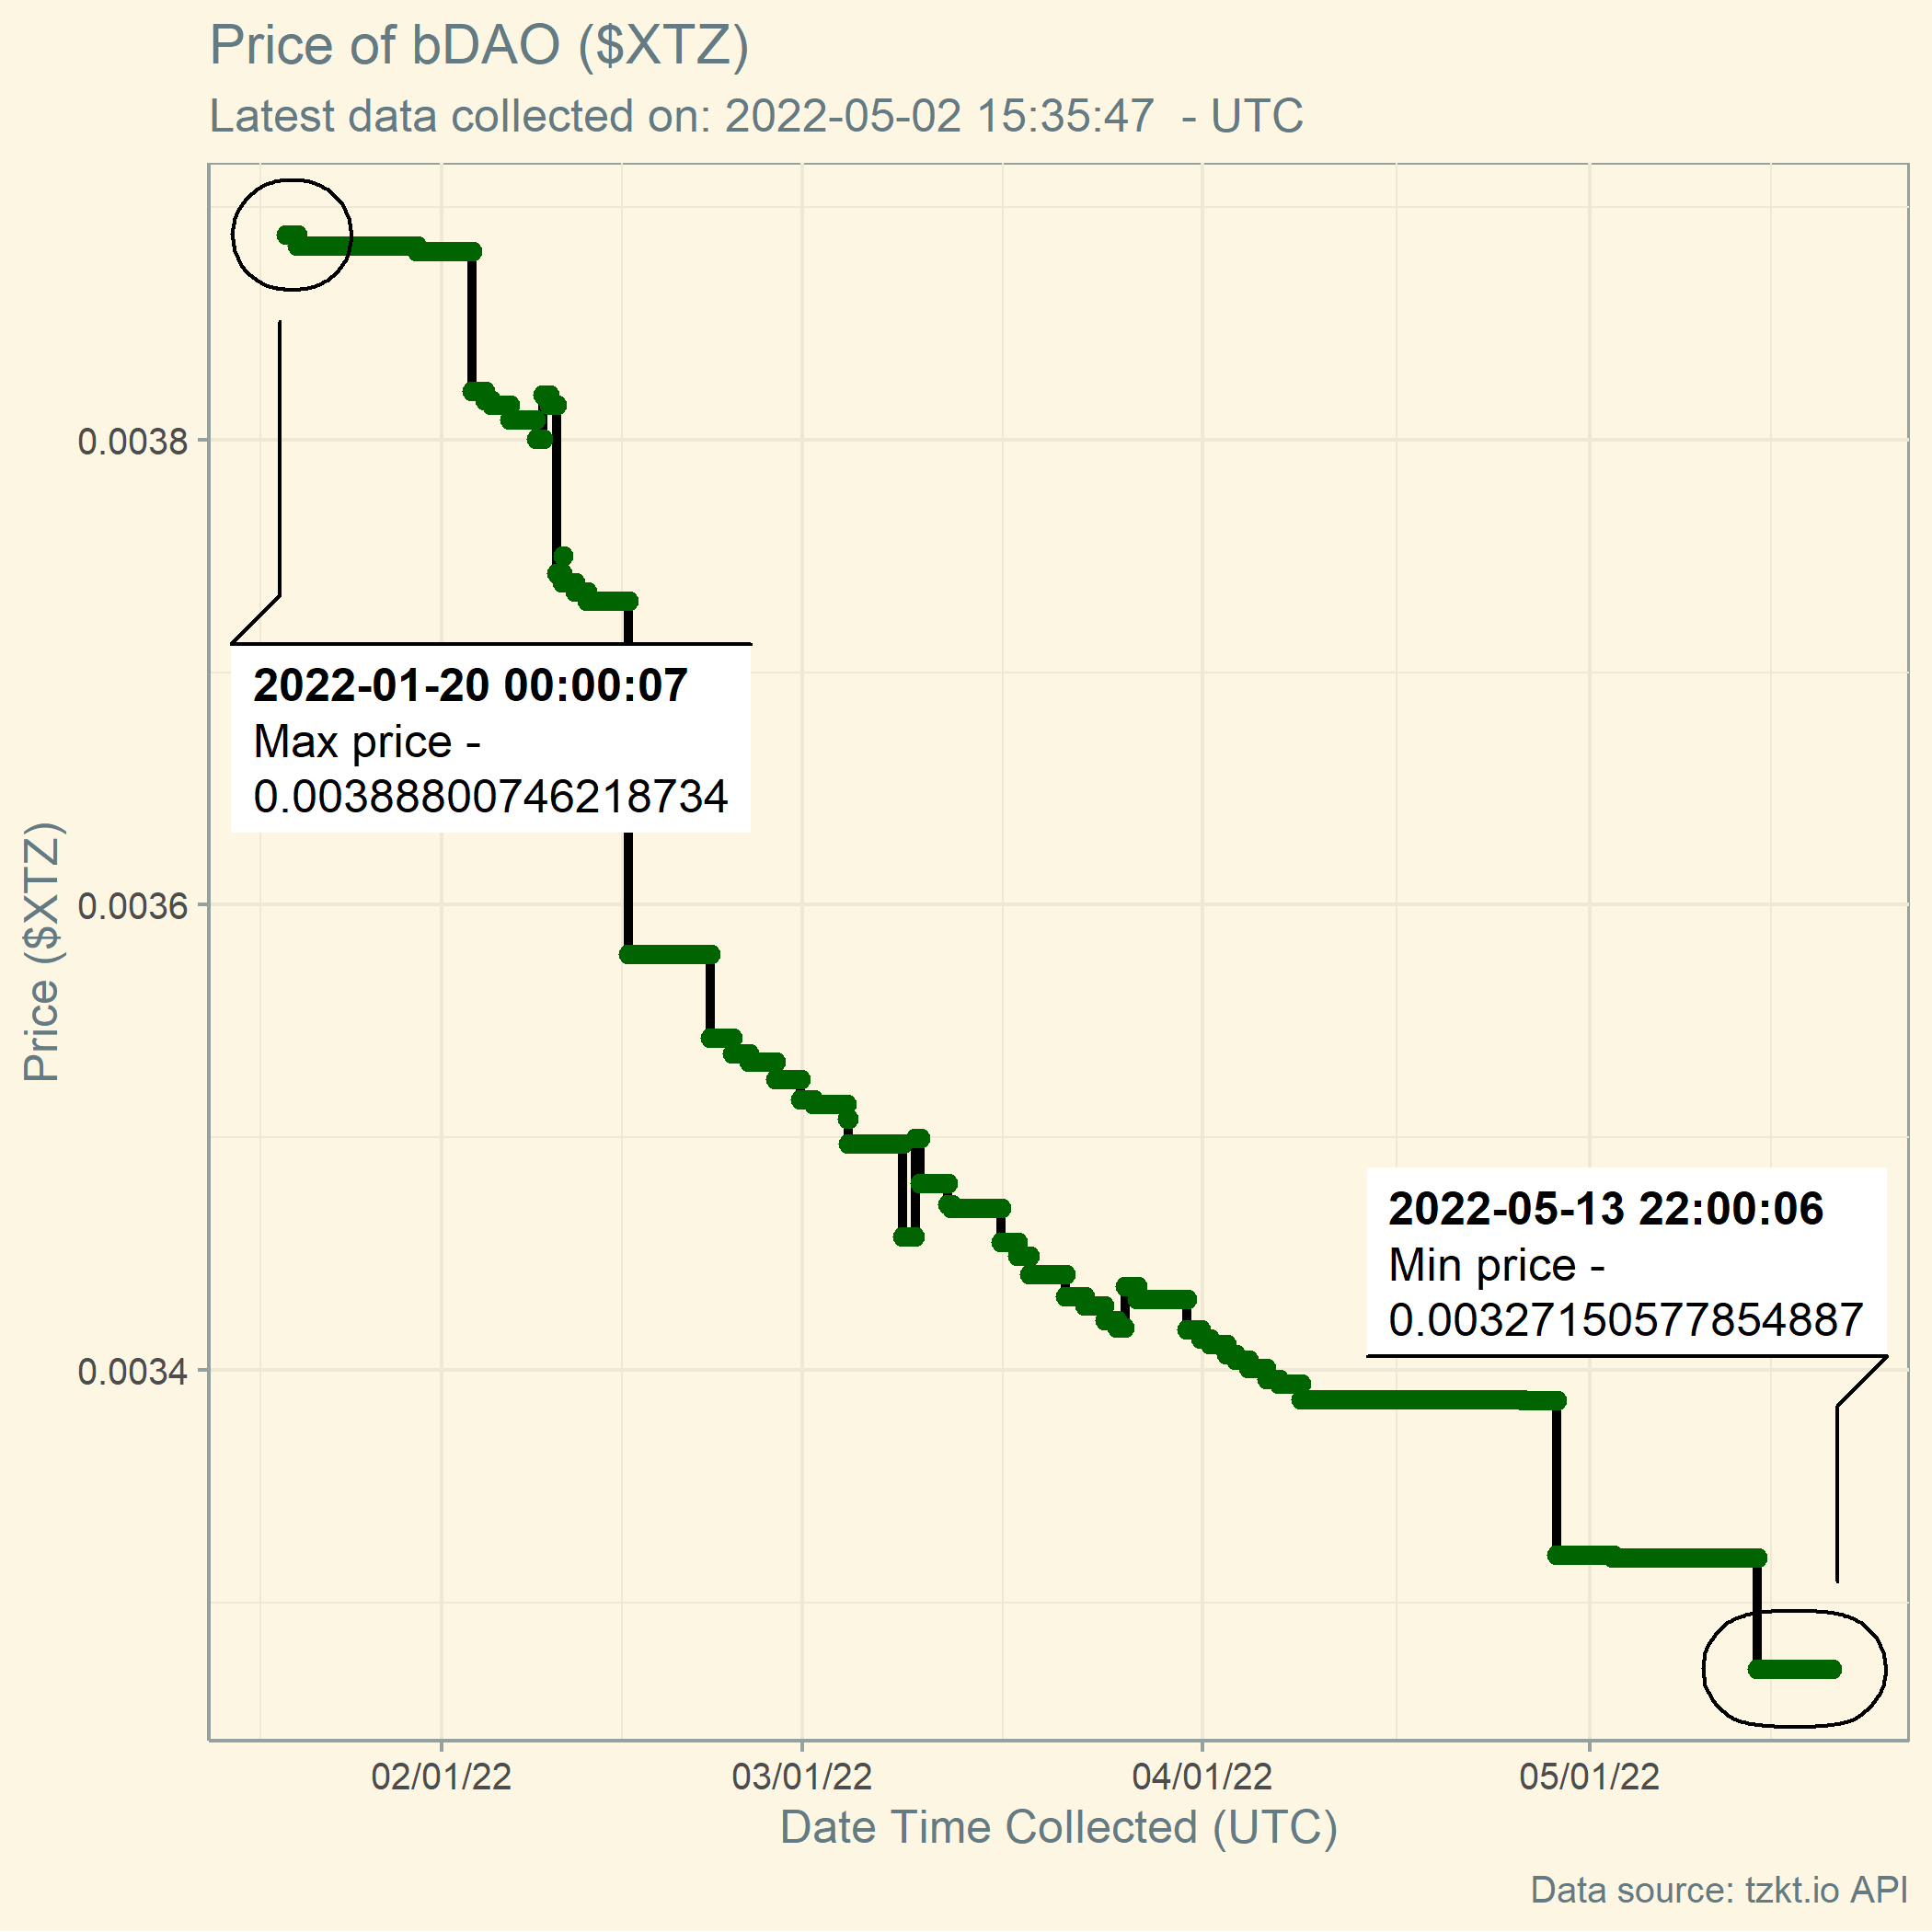 Price of bDAO ($XTZ)
Latest data collected on: 2022-05-02 15:35:47  - UTC
0.0038
0.0036
0.0034
Price ($XTZ)
2022-01-20 00:00:07
Max price -
0.00388800746218734
2022-05-13 22:00:06
Min price -
0.00327150577854887
02/01/22
03/01/22
04/01/22
05/01/22
Date Time Collected (UTC)
Data source: tzkt.io API